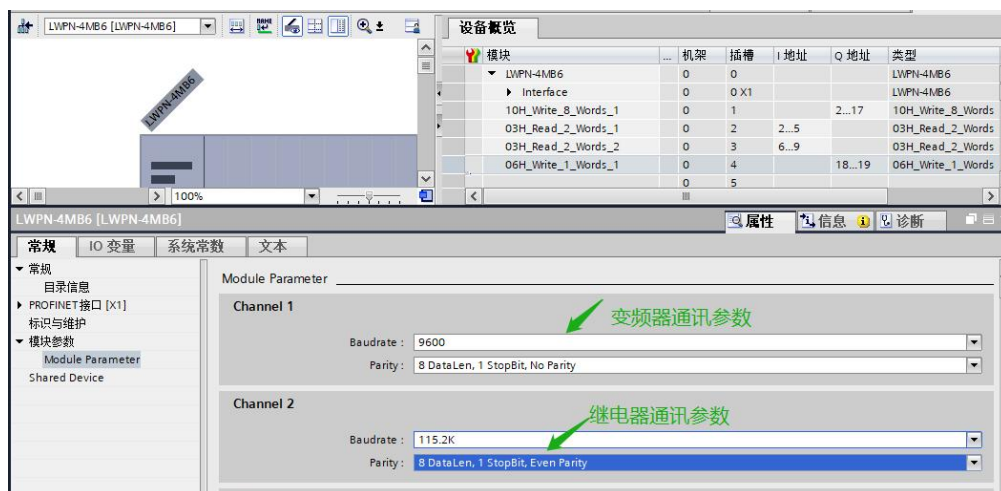 LWPN-4MB6 [LWPN-4MB6]
设备概览
模块 ... 机架 插槽 I 地址 Q 地址 类型
LWPN-4MB6 0 0 LWPN-4MB6
Interface 0 0 X1 LWPN-4MB6
10H_Write_8_Words_1 0 1 2...17 10H_Write_8_Words
03H_Read_2_Words_1 0 2 2...5 03H_Read_2_Words
03H_Read_2_Words_2 0 3 6...9 03H_Read_2_Words
06H_Write_1_Words_1 0 4 18...19 06H_Write_1_Words
0 5
LWPN-4MB6
100%
LWPN-4MB6 [LWPN-4MB6]
属性 信息 诊断
常规 IO 变量 系统常数 文本
常规
目录信息
PROFINET接口 [X1]
标识与维护
模块参数
Module Parameter
Shared Device
Module Parameter
Channel 1
变频器通讯参数
Baudrate : 9600
Parity : 8 DataLen, 1 StopBit, No Parity
Channel 2
继电器通讯参数
Baudrate : 115.2K
Parity : 8 DataLen, 1 StopBit, Even Parity